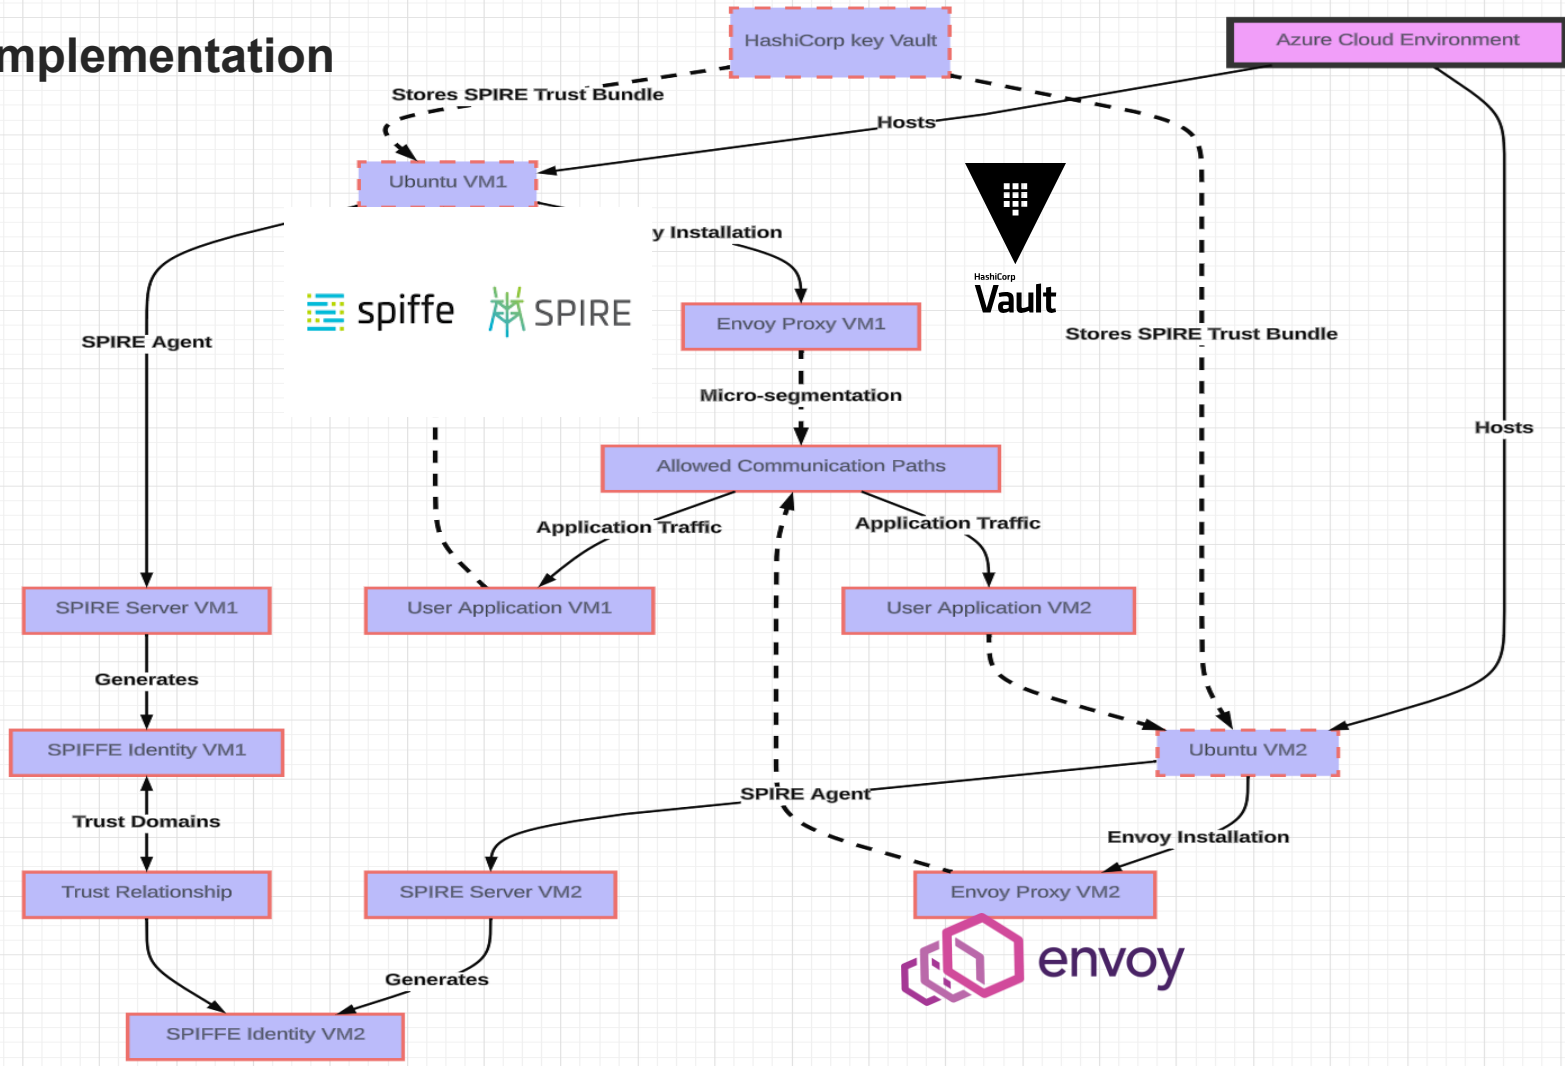 mplementation
HashiCorp key Vault
Azure Cloud Environment
Stores SPIRE Trust Bundle
Hosts
Ubuntu VM1
y Installation
HashiCorp
Vault
spiffe
SPIRE
Envoy Proxy VM1
SPIRE Agent
Stores SPIRE Trust Bundle
Micro-segmentation
Hosts
Allowed Communication Paths
Application Traffic
Application Traffic
SPIRE Server VM1
User Application VM1
User Application VM2
Generates
SPIFFE Identity VM1
Ubuntu VM2
SPIRE Agent
Trust Domains
Envoy Installation
Trust Relationship
SPIRE Server VM2
Envoy Proxy VM2
envoy
Generates
SPIFFE Identity VM2